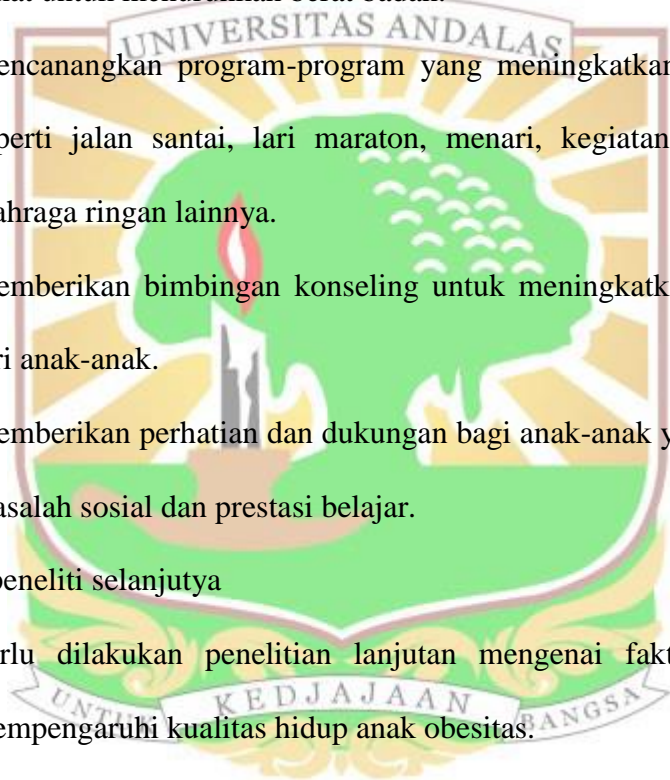 untuk menurunkan berat badan.
UNIVERSITAS ANDALAS
encanangkan program-program yang meningkatkan
perti jalan santai, lari maraton, menari, kegiatan
ahraga ringan lainnya.
emberikan bimbingan konseling untuk meningkatk
ri anak-anak.
emberikan perhatian dan dukungan bagi anak-anak y
asalah sosial dan prestasi belajar.
peneliti selanjutya
rlu dilakukan penelitian lanjutan mengenai fakt
UNTUK KEDJAJAAN BANGSA
empengaruhi kualitas hidup anak obesitas.